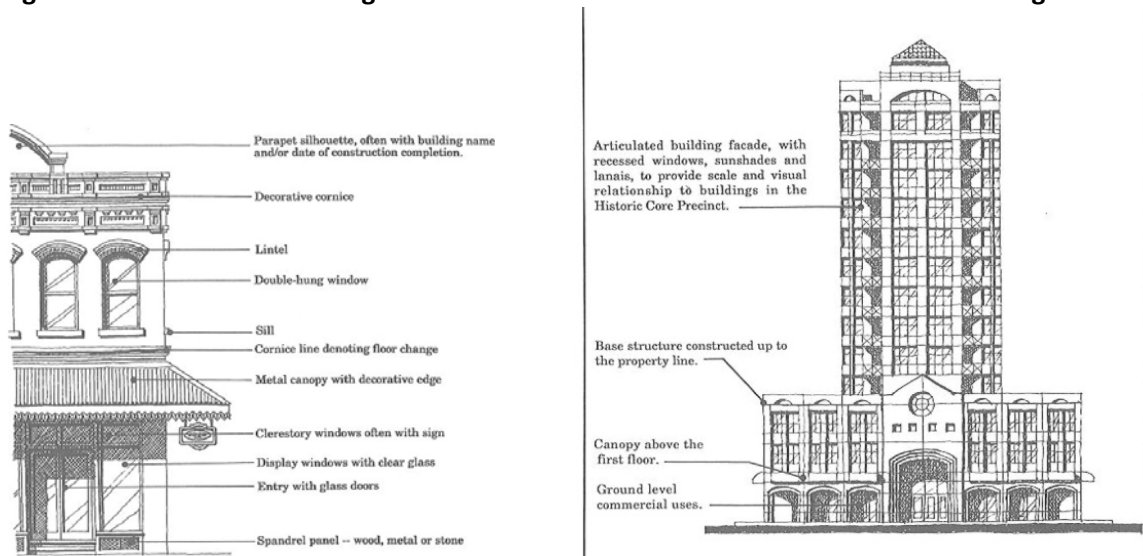 Parapet silhouette, often with building name
and/or date of construction completion.
Decorative cornice
Lintel
Double-hung window
Sill
Cornice line denoting floor change
Metal canopy with decorative edge
Clerestory windows often with sign
Display windows with clear glass
Entry with glass doors
Spandrel panel -- wood, metal or stone
Articulated building facade, with
recessed windows, sunshades and
lanais, to provide scale and visual
relationship to buildings in the
Historic Core Precinct.
Base structure constructed up to
the property line.
Canopy above the
first floor.
Ground level
commercial uses.